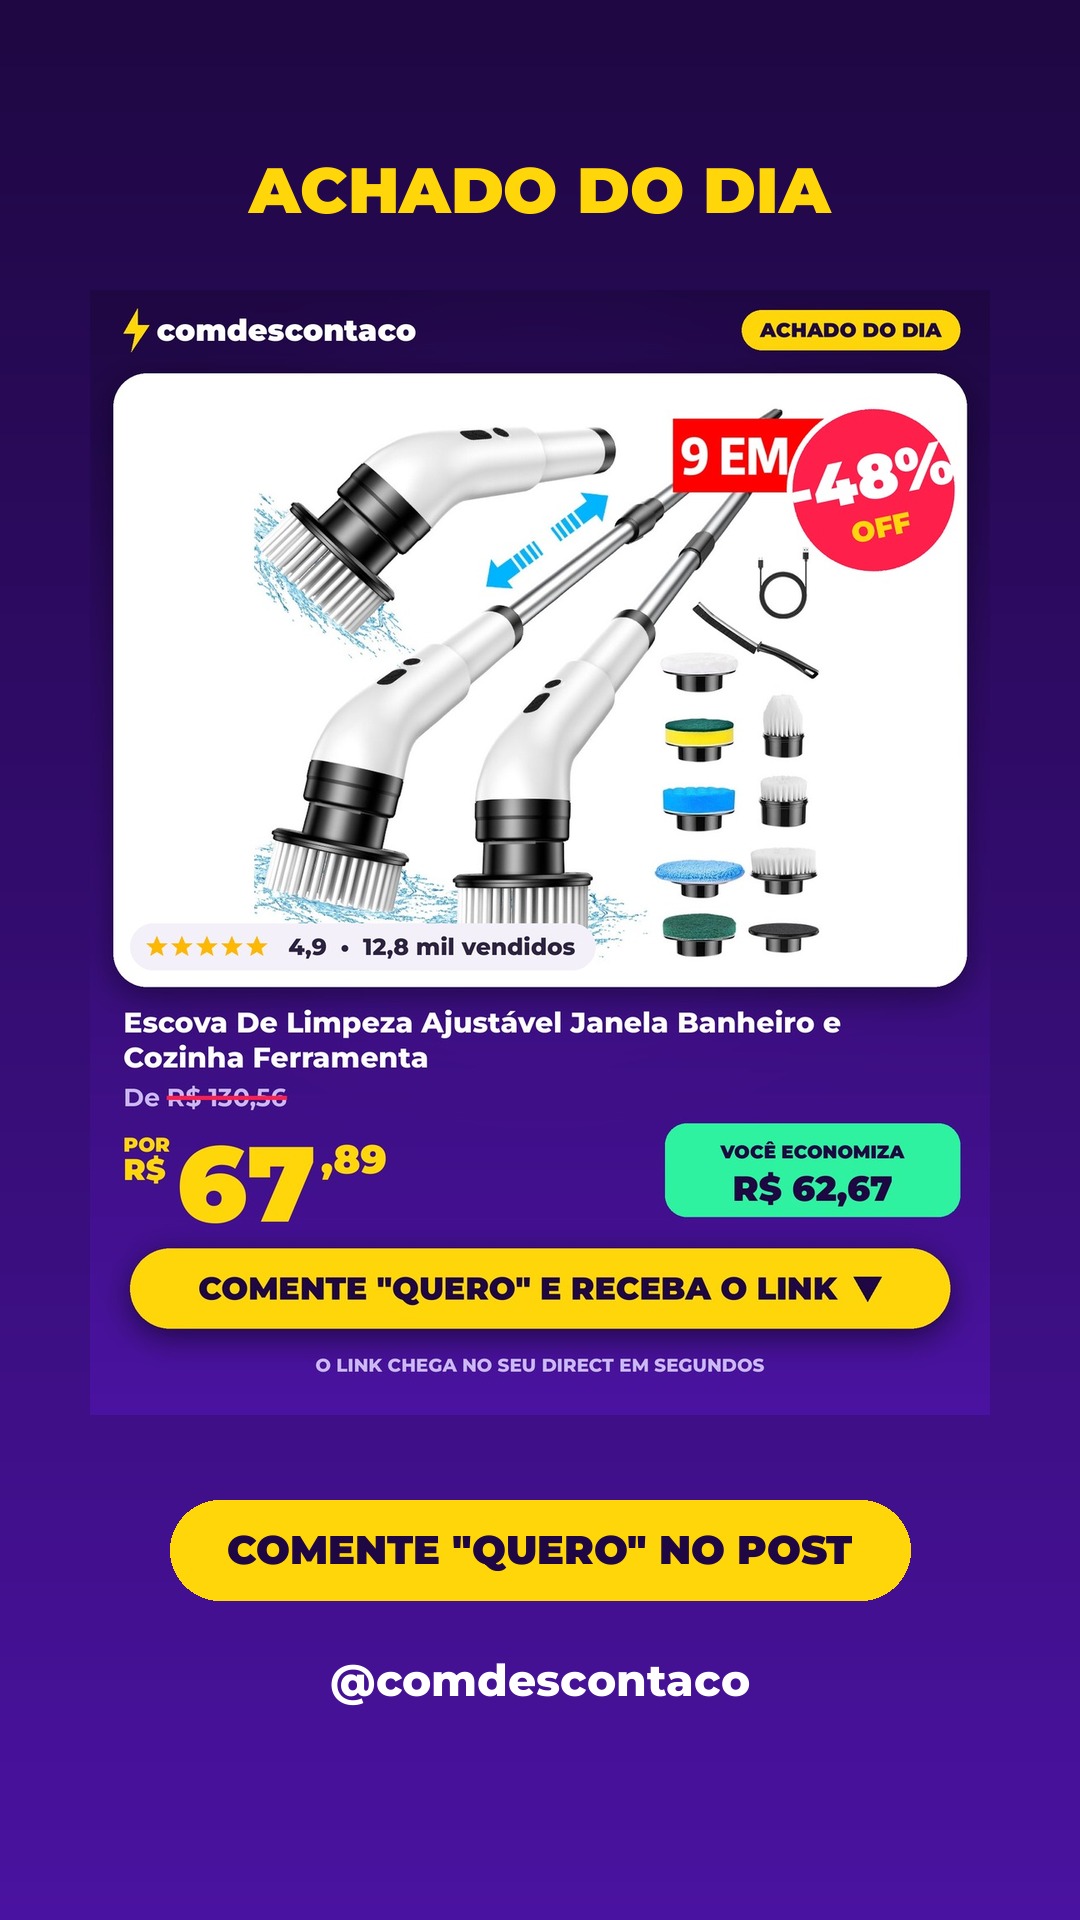 ACHADO DO DIA
comdescontaco
ACHADO DO DIA
9 EM
-48%
OFF
4,9 • 12,8 mil vendidos
Escova De Limpeza Ajustável Janela Banheiro e
Cozinha Ferramenta
De R$ 130,56
POR
R$ 67,89
VOCÊ ECONOMIZA
R$ 62,67
COMENTE "QUERO" E RECEBA O LINK ▼
O LINK CHEGA NO SEU DIRECT EM SEGUNDOS
COMENTE "QUERO" NO POST
@comdescontaco